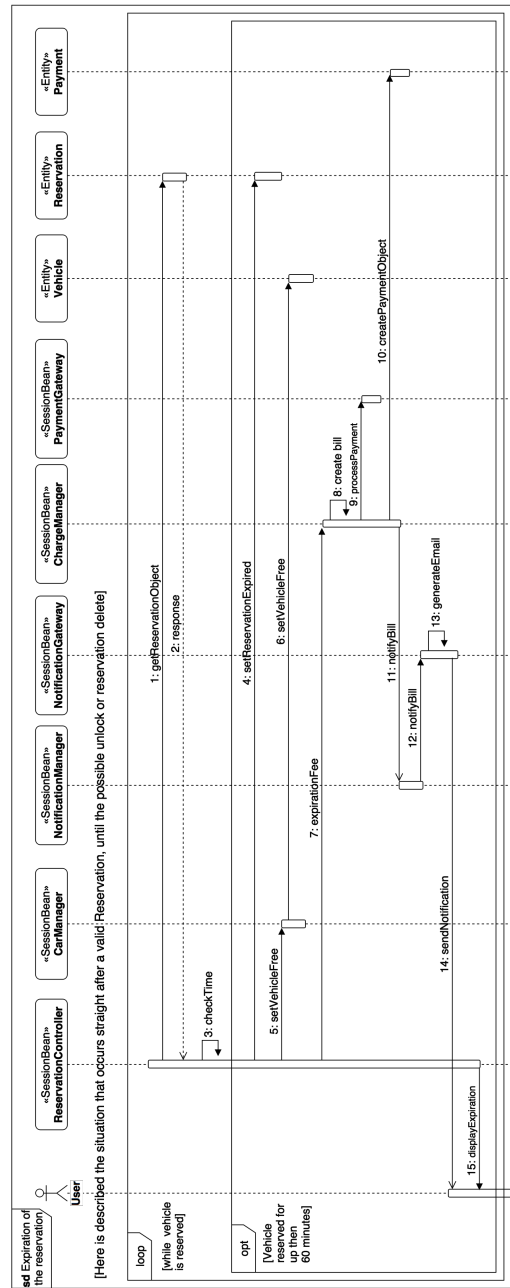 sd Expiration of
the reservation
User
«SessionBean»
ReservationController
«SessionBean»
CarManager
«SessionBean»
NotificationManager
«SessionBean»
NotificationGateway
«SessionBean»
ChargeManager
«SessionBean»
PaymentGateway
«Entity»
Vehicle
«Entity»
Reservation
«Entity»
Payment
[Here is described the situation that occurs straight after a valid Reservation, until the possible unlock or reservation delete]
loop
[while vehicle
is reserved]
1: getReservationObject
2: response
3: checkTime
opt
[Vehicle
reserved for
up then
60 minutes]
4: setReservationExpired
5: setVehicleFree
6: setVehicleFree
7: expirationFee
8: create bill
9: processPayment
10: createPaymentObject
11: notifyBill
12: notifyBill
13: generateEmail
14: sendNotification
15: displayExpiration